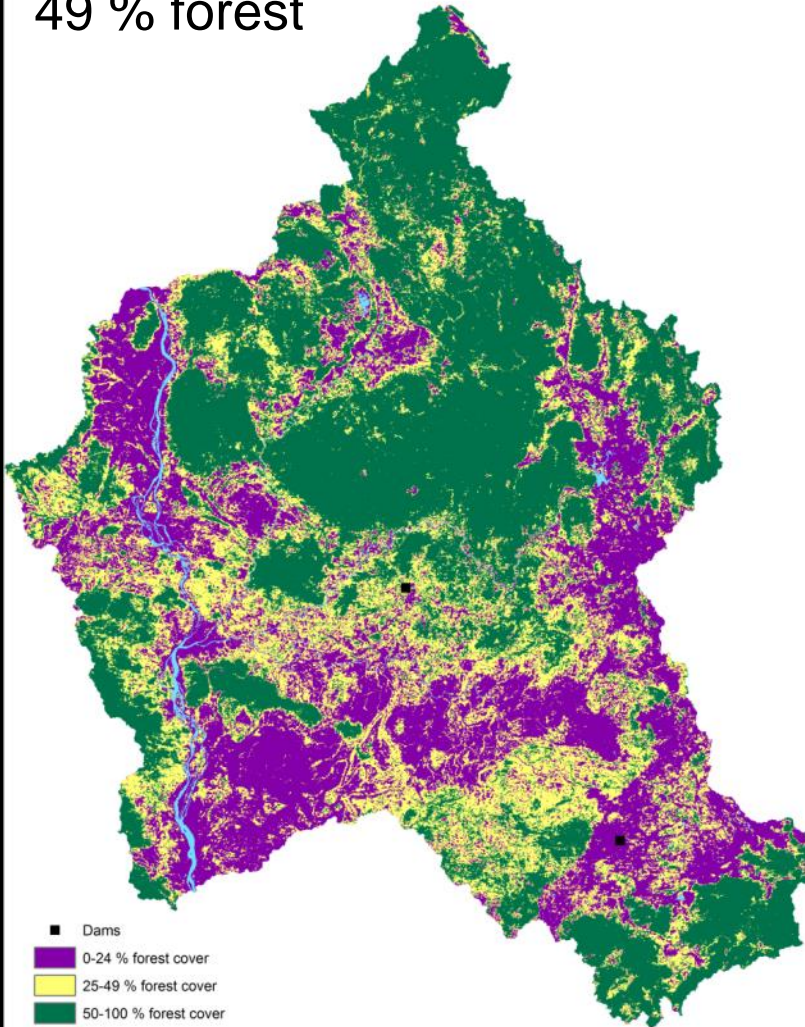 49 % forest
Dams
0-24 % forest cover
25-49 % forest cover
50-100 % forest cover